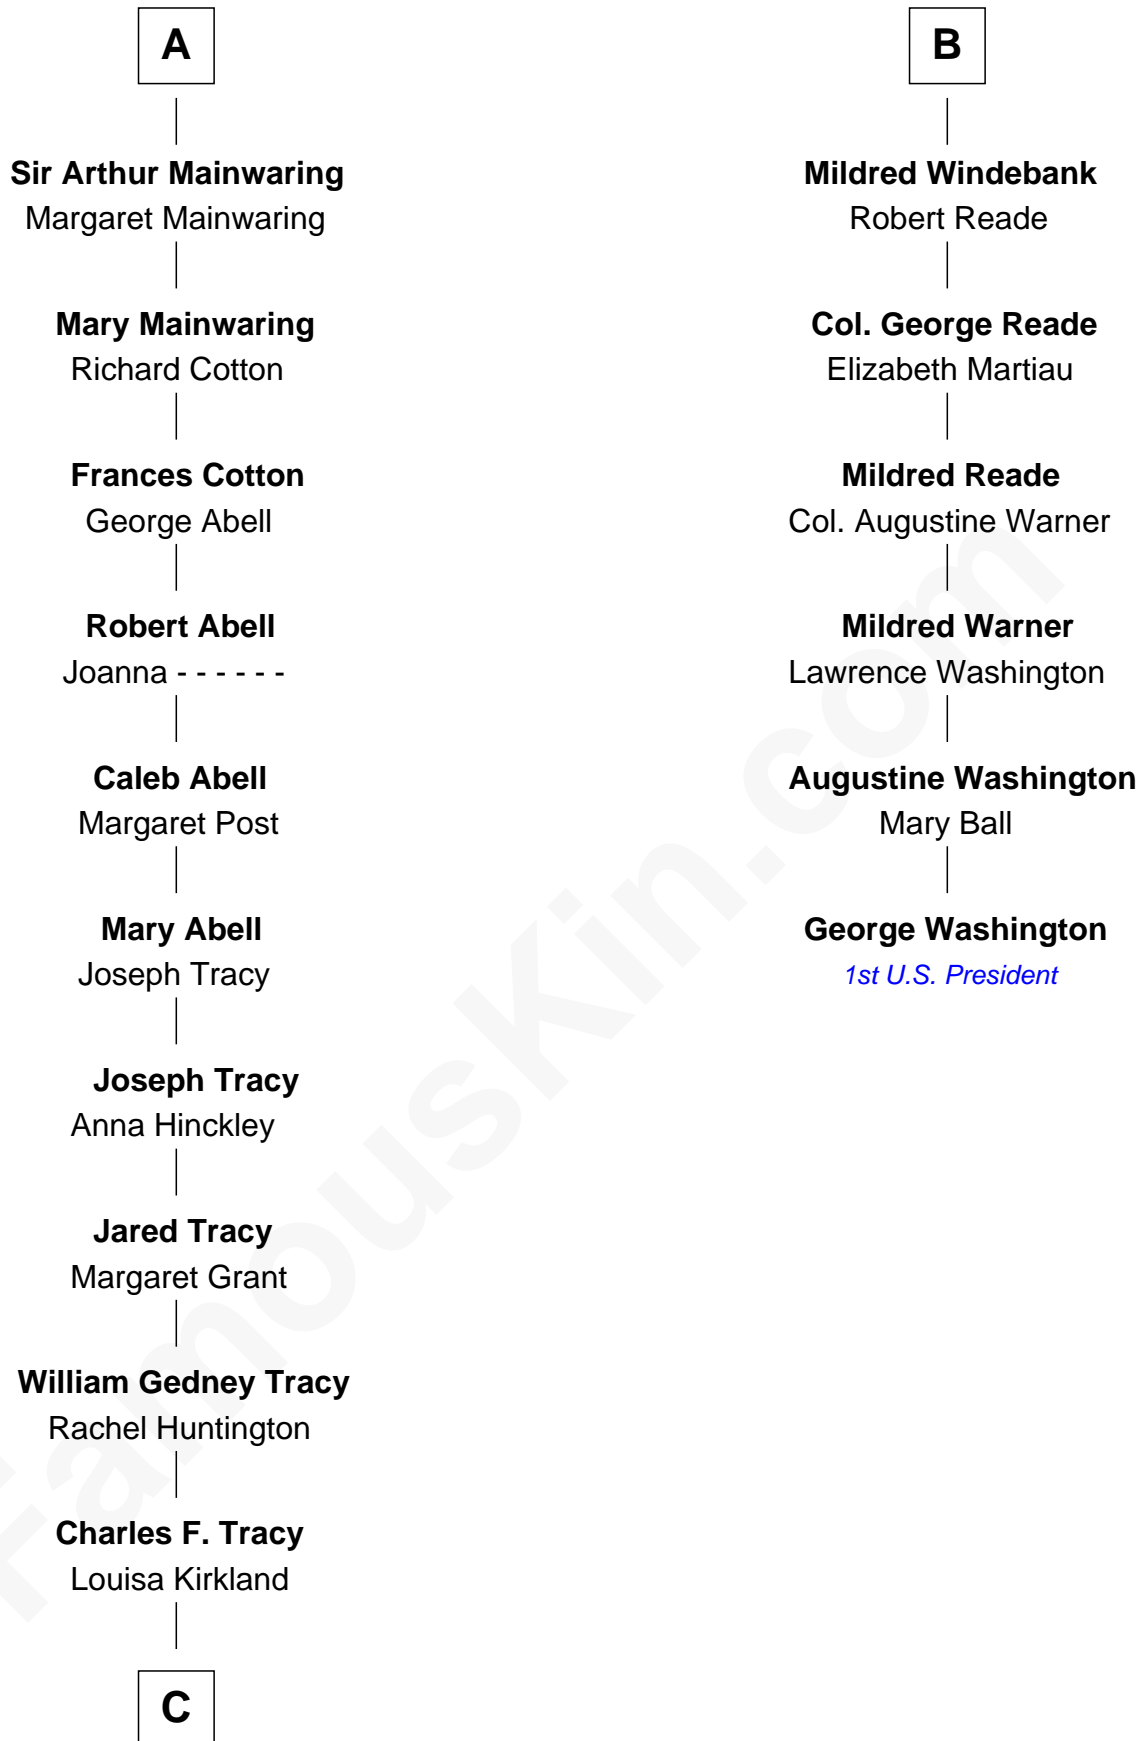 A
Sir Arthur Mainwaring
Margaret Mainwaring
Mary Mainwaring
Richard Cotton
Frances Cotton
George Abell
Robert Abell
Joanna - - - - - -
Caleb Abell
Margaret Post
Mary Abell
Joseph Tracy
Joseph Tracy
Anna Hinckley
Jared Tracy
Margaret Grant
William Gedney Tracy
Rachel Huntington
Charles F. Tracy
Louisa Kirkland
C
B
Mildred Windebank
Robert Reade
Col. George Reade
Elizabeth Martiau
Mildred Reade
Col. Augustine Warner
Mildred Warner
Lawrence Washington
Augustine Washington
Mary Ball
George Washington
1st U.S. President
FamousKin.com